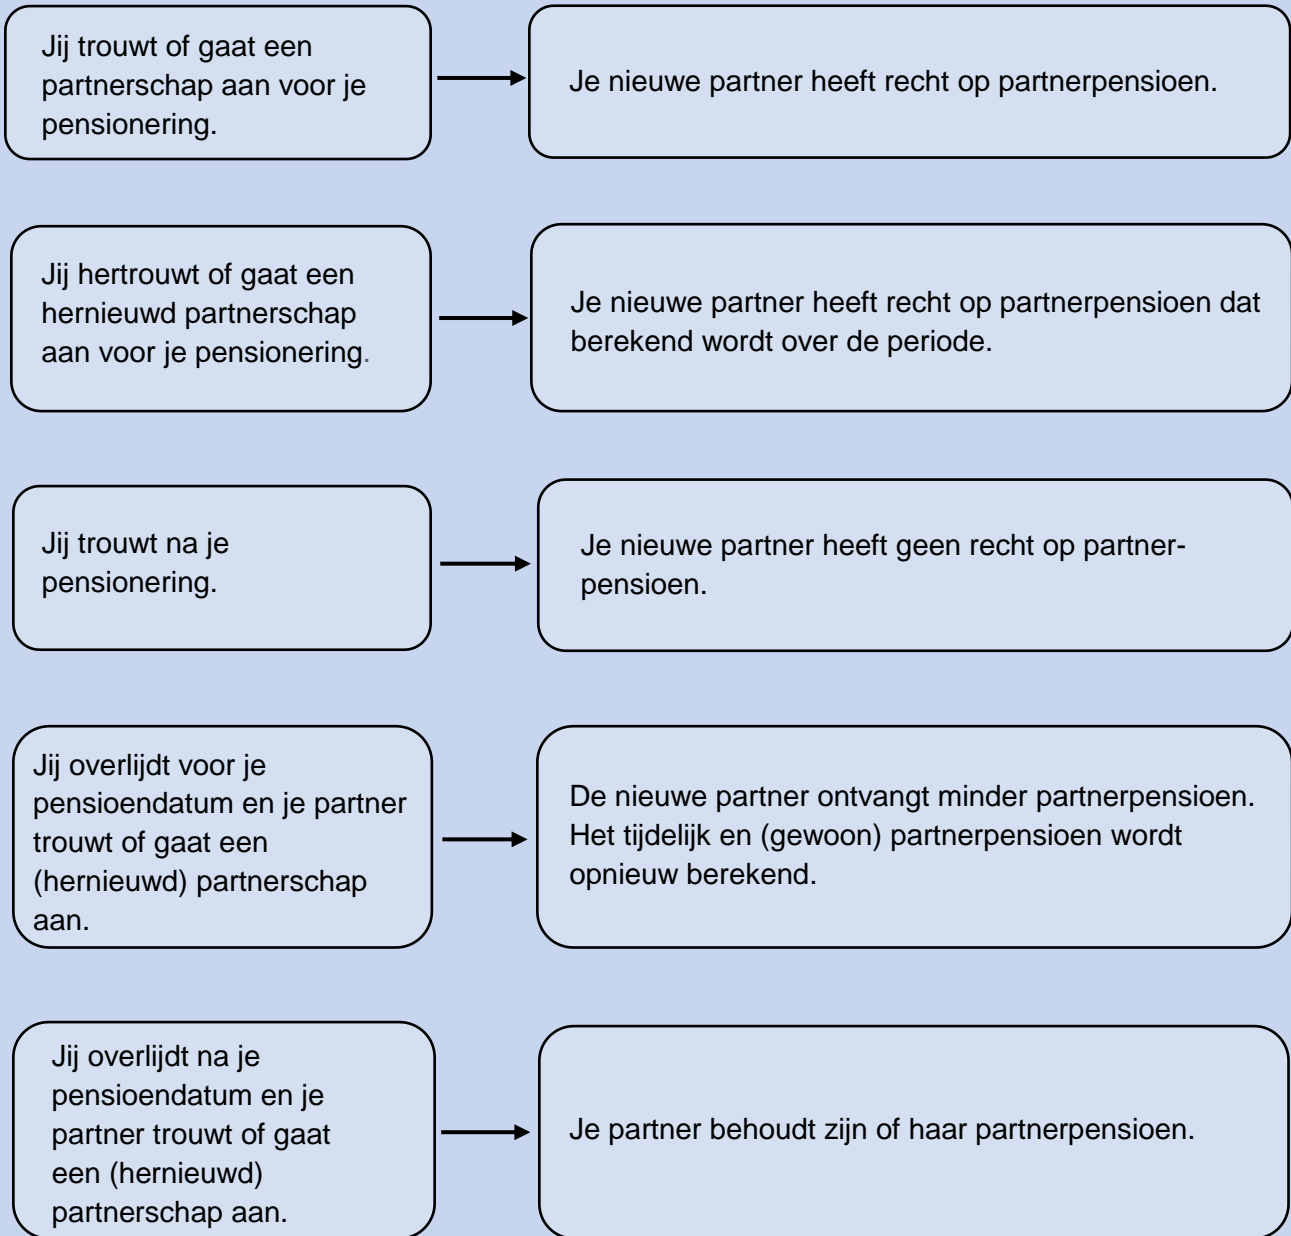 Jij trouwt of gaat een
partnerschap aan voor je
pensionering.
Je nieuwe partner heeft recht op partnerpensioen.
Jij hertrouwt of gaat een
hernieuwd partnerschap
aan voor je pensionering.
Je nieuwe partner heeft recht op partnerpensioen dat
berekend wordt over de periode.
Jij trouwt na je
pensionering.
Je nieuwe partner heeft geen recht op partner-
pensioen.
Jij overlijdt voor je
pensioendatum en je partner
trouwt of gaat een
(hernieuwd) partnerschap
aan.
De nieuwe partner ontvangt minder partnerpensioen.
Het tijdelijk en (gewoon) partnerpensioen wordt
opnieuw berekend.
Jij overlijdt na je
pensioendatum en je
partner trouwt of gaat
een (hernieuwd)
partnerschap aan.
Je partner behoudt zijn of haar partnerpensioen.